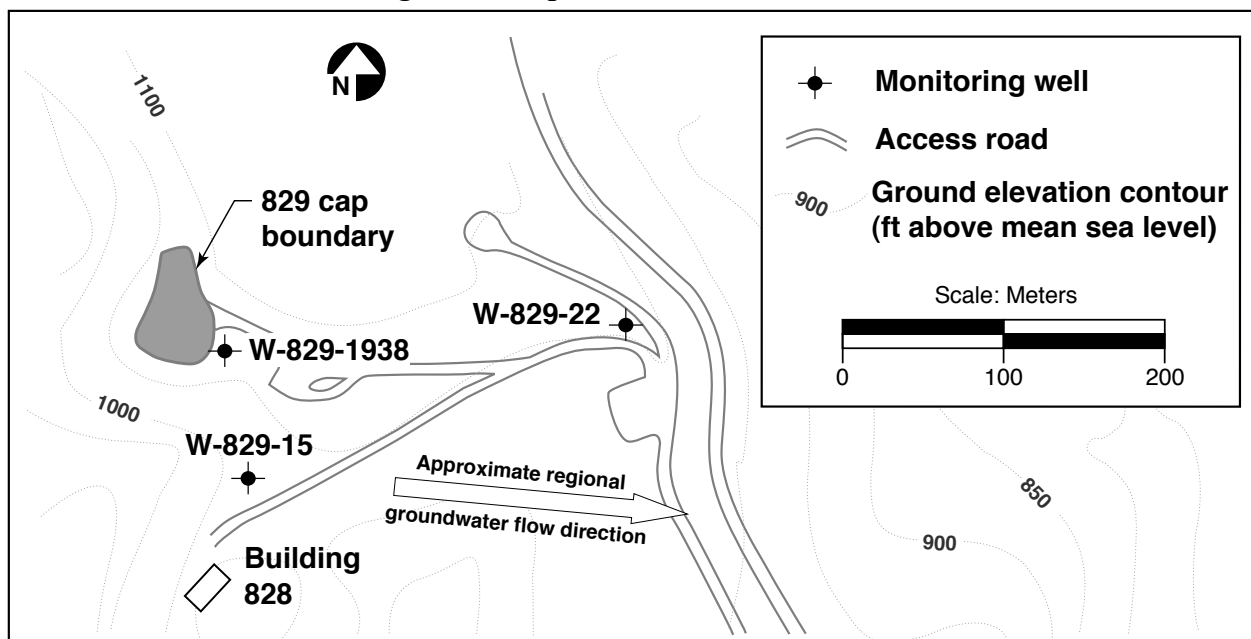 1100
N
829 cap
boundary
W-829-22
W-829-1938
1000
W-829-15
Approximate regional
groundwater flow direction
Building
828
850
900
Monitoring well
Access road
900
Ground elevation contour
(ft above mean sea level)
Scale: Meters
0 100 200